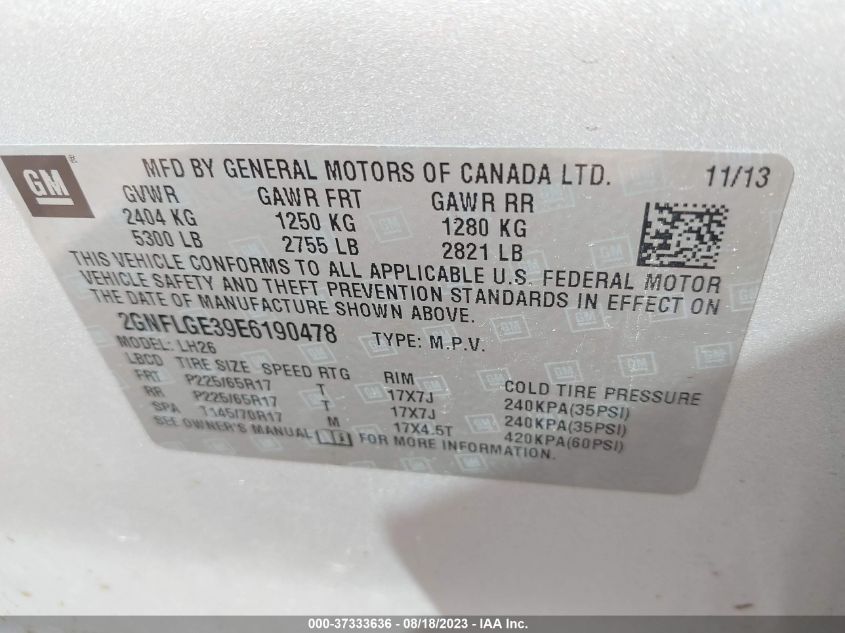 GM
MFD BY GENERAL MOTORS OF CANADA LTD. 11/13
GVWR GAWR FRT GAWR RR
2404 KG 1250 KG 1280 KG
5300 LB 2755 LB 2821 LB
THIS VEHICLE CONFORMS TO ALL APPLICABLE U.S. FEDERAL MOTOR
VEHICLE SAFETY AND THEFT PREVENTION STANDARDS IN EFFECT ON
THE DATE OF MANUFACTURE SHOWN ABOVE.
2GNFLGE39E6190478 TYPE: M.P.V.
MODEL: LH26
LBCD TIRE SIZE SPEED RTG RIM COLD TIRE PRESSURE
FRT P225/65R17 T 17X7J 240KPA(35PSI)
RR P225/65R17 T 17X7J 240KPA(35PSI)
SPA T145/70R17 M 17X4.5T 420KPA(60PSI)
SEE OWNER'S MANUAL FOR MORE INFORMATION.
000-37333636 - 08/18/2023 - IAA Inc.